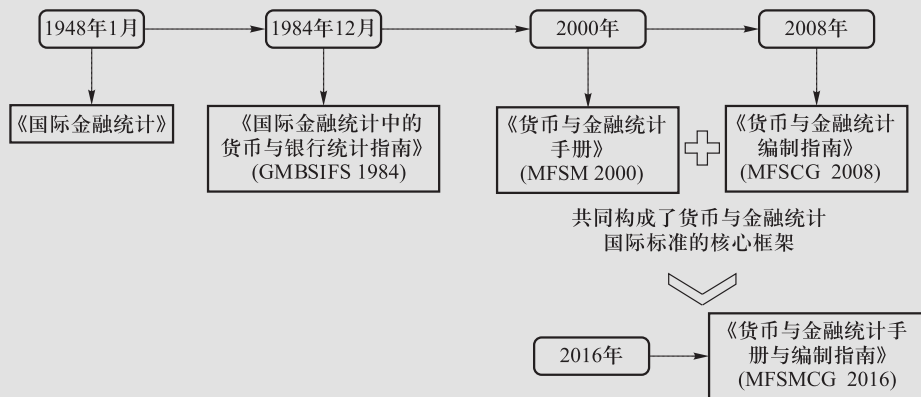 1948年1月
1984年12月
2000年
2008年
《国际金融统计》
《国际金融统计中的
货币与银行统计指南》
(GMBSIFS 1984)
《货币与金融统计
手册》
(MFSM 2000)
《货币与金融统计
编制指南》
(MFSCG 2008)
共同构成了货币与金融统计
国际标准的核心框架
2016年
《货币与金融统计手
册与编制指南》
(MFSMCG 2016)